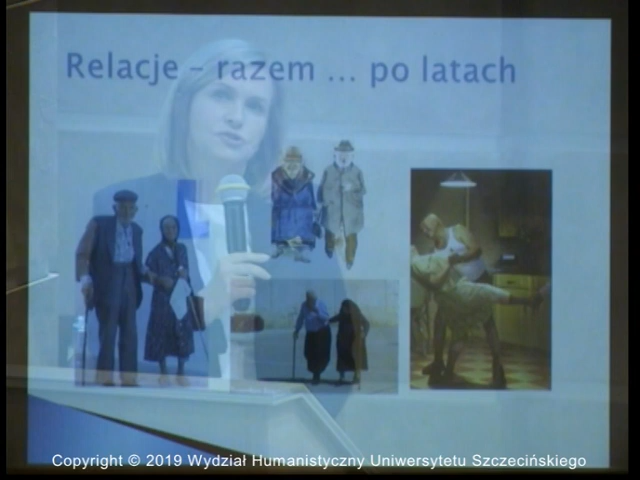 Relacje – razem ... po latach
Copyright © 2019 Wydział Humanistyczny Uniwersytetu Szczecińskiego